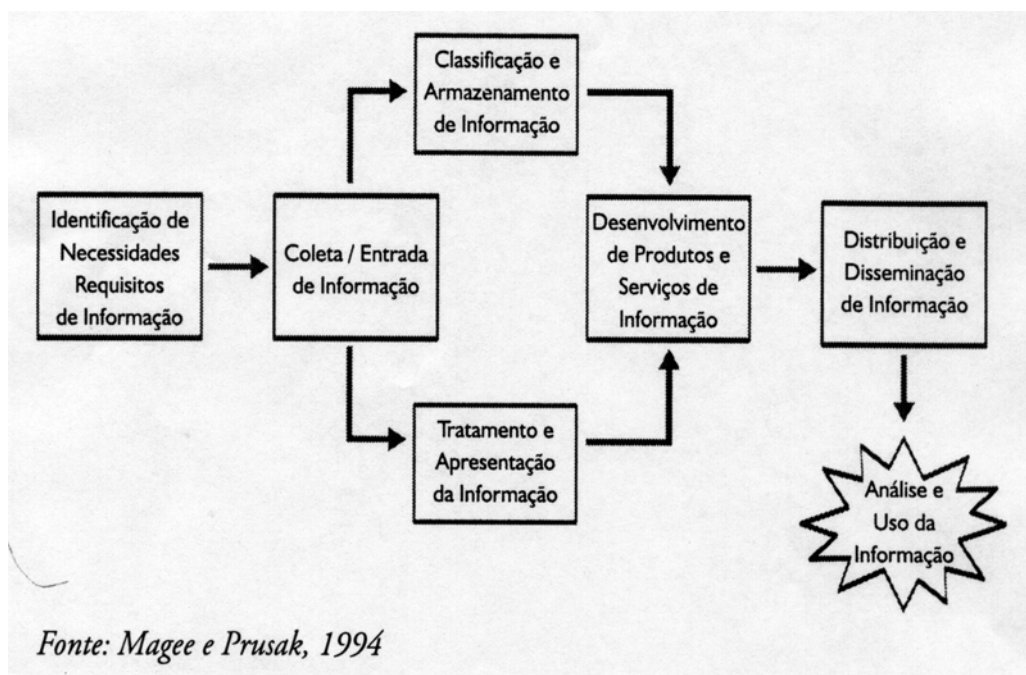 Identificação de
Necessidades
Requisitos
de Informação
Coleta / Entrada
de Informação
Classificação e
Armazenamento
de Informação
Tratamento e
Apresentação
da Informação
Desenvolvimento
de Produtos e
Serviços de
Informação
Distribuição e
Disseminação
de Informação
Análise e
Uso da
Informação
Fonte: Magee e Prusak, 1994